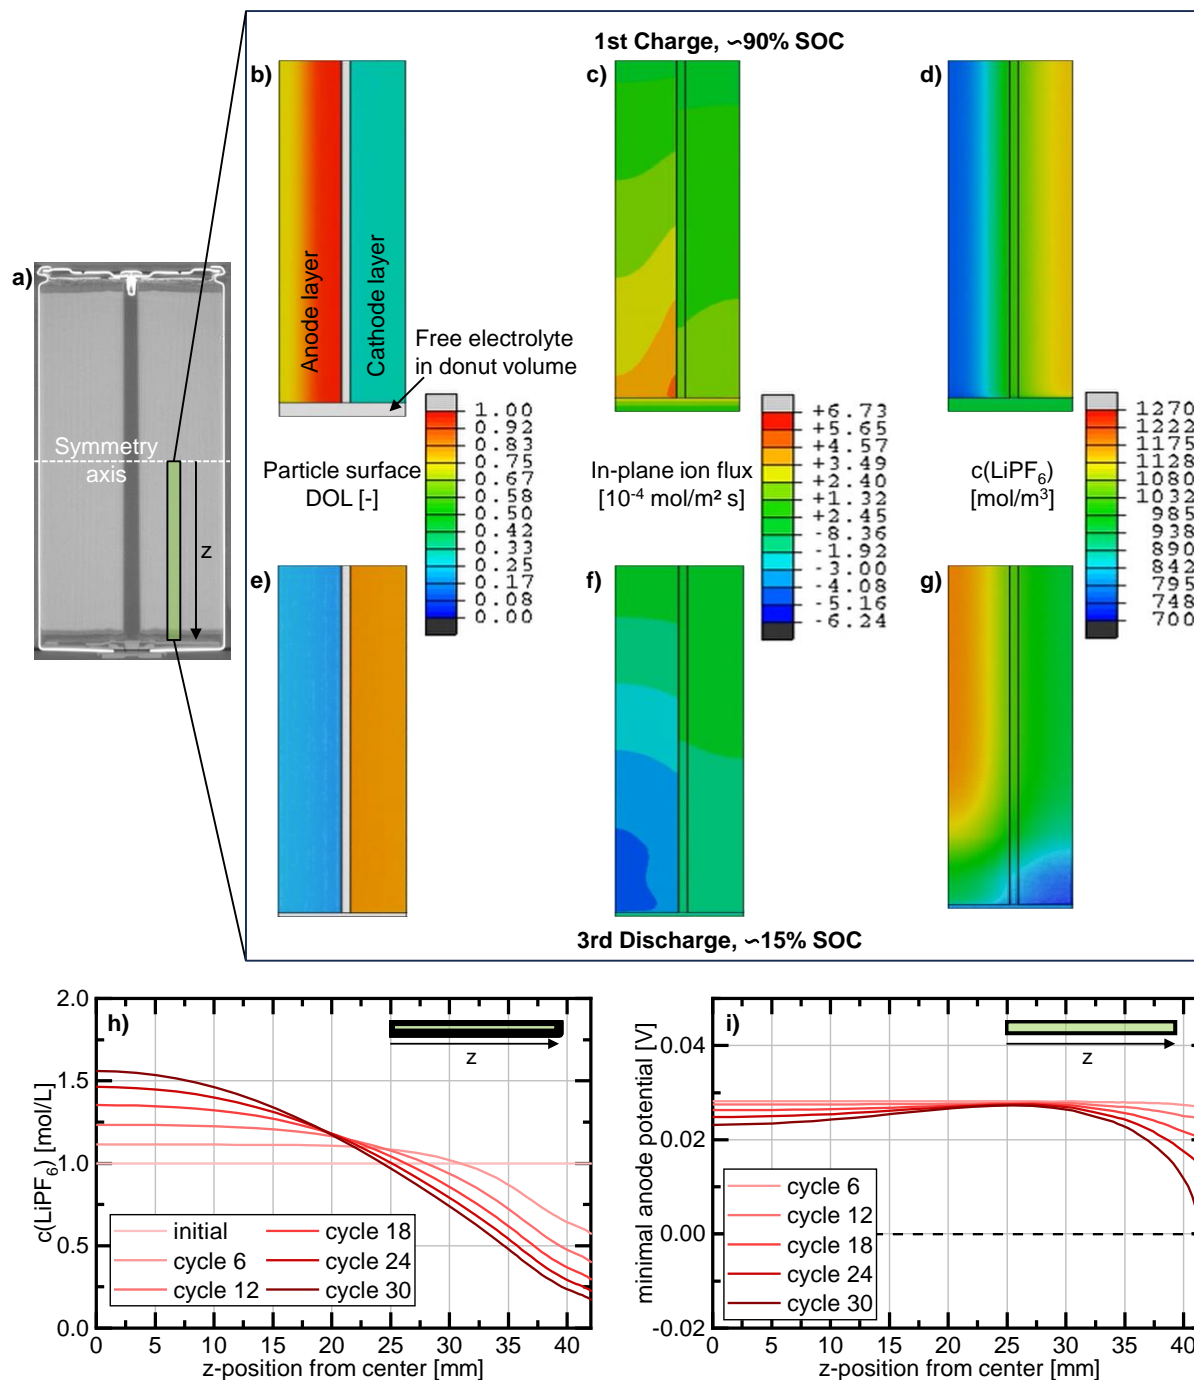 1st Charge, ~90% SOC
b)
c)
d)
Anode layer
Cathode layer
a)
Free electrolyte
in donut volume
Symmetry
axis
z
Particle surface
DOL [-]
1.00
0.92
0.83
0.75
0.67
0.58
0.50
0.42
0.33
0.25
0.17
0.08
0.00
In-plane ion flux
[10⁻⁴ mol/m² s]
+6.73
+5.65
+4.57
+3.49
+2.40
+1.32
+2.45
-8.36
-1.92
-3.00
-4.08
-5.16
-6.24
c(LiPF₆)
[mol/m³]
1270
1222
1175
1128
1080
1032
985
938
890
842
795
748
700
e)
f)
g)
3rd Discharge, ~15% SOC
h)
z
c(LiPF₆) [mol/L]
2.0
1.5
1.0
0.5
0.0
initial
cycle 6
cycle 12
cycle 18
cycle 24
cycle 30
0 5 10 15 20 25 30 35 40
z-position from center [mm]
i)
z
minimal anode potential [V]
0.04
0.02
0.00
-0.02
cycle 6
cycle 12
cycle 18
cycle 24
cycle 30
0 5 10 15 20 25 30 35 40
z-position from center [mm]